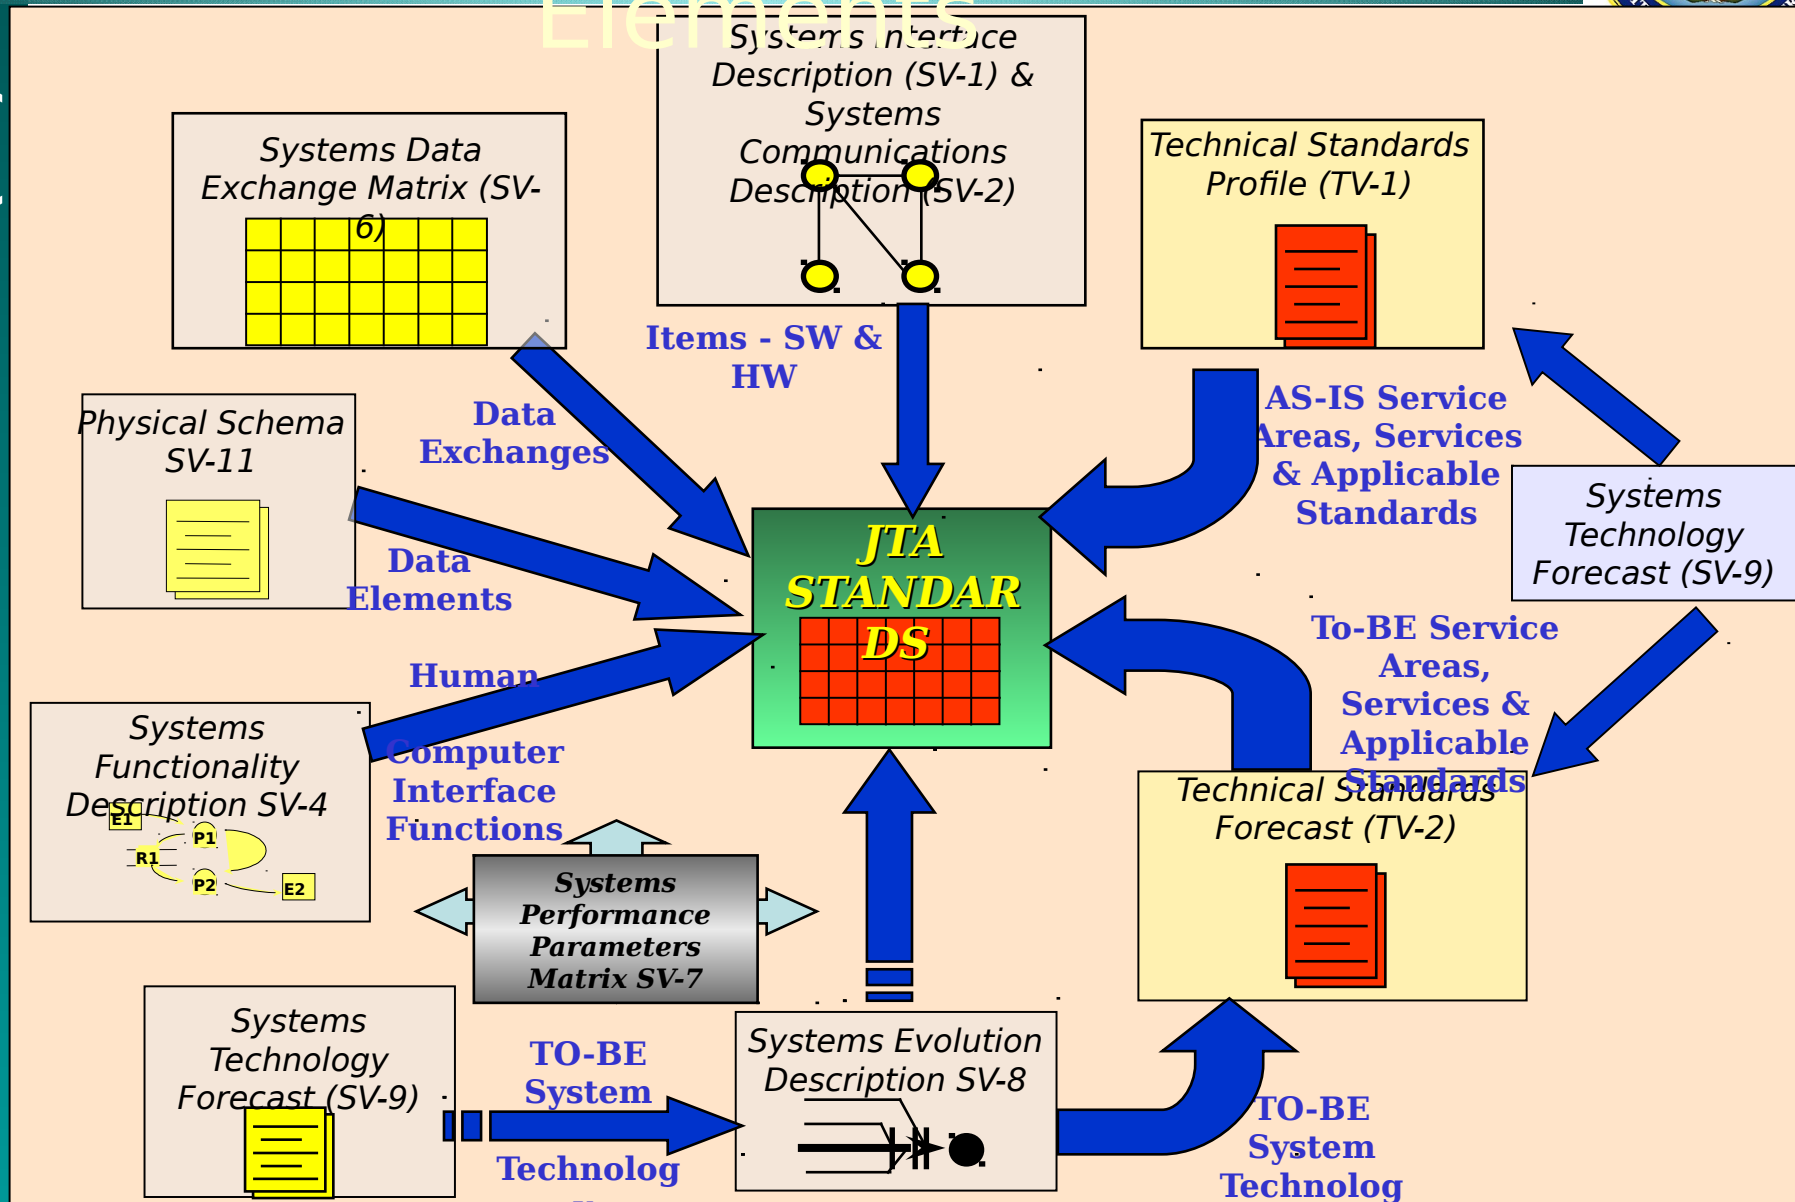 Elements
Systems Interface
Description (SV-1) &
Systems
Communications
Description (SV-2)
Systems Data
Exchange Matrix (SV-
6)
Technical Standards
Profile (TV-1)
Items - SW &
HW
Data
Exchanges
AS-IS Service
Areas, Services
& Applicable
Standards
Physical Schema
SV-11
Systems
Technology
Forecast (SV-9)
JTA
STANDAR
DS
Data
Elements
To-BE Service
Areas,
Services &
Applicable
Standards
Human
Computer
Interface
Functions
Systems
Functionality
Description SV-4
E1
P1
R1
P2
E2
Technical Standards
Forecast (TV-2)
Systems
Performance
Parameters
Matrix SV-7
Systems
Technology
Forecast (SV-9)
TO-BE
System
Technolog
Systems Evolution
Description SV-8
TO-BE
System
Technolog